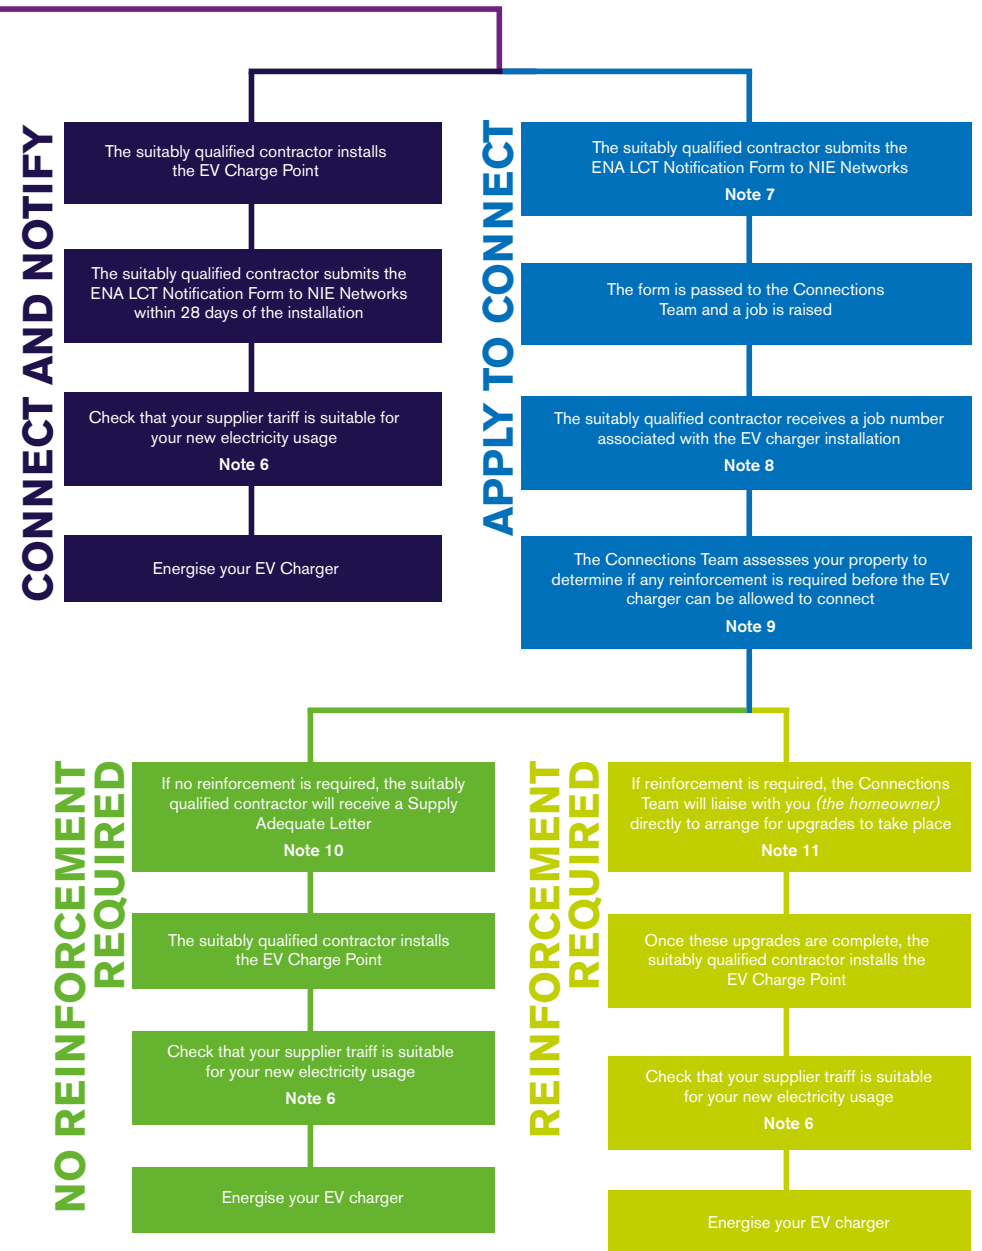 CONNECT AND NOTIFY
The suitably qualified contractor installs
the EV Charge Point
The suitably qualified contractor submits the
ENA LCT Notification Form to NIE Networks
within 28 days of the installation
Check that your supplier tariff is suitable for
your new electricity usage
Note 6
Energise your EV Charger
APPLY TO CONNECT
The suitably qualified contractor submits the
ENA LCT Notification Form to NIE Networks
Note 7
The form is passed to the Connections
Team and a job is raised
The suitably qualified contractor receives a job number
associated with the EV charger installation
Note 8
The Connections Team assesses your property to
determine if any reinforcement is required before the EV
charger can be allowed to connect
Note 9
NO REINFORCEMENT
REQUIRED
If no reinforcement is required, the suitably
qualified contractor will receive a Supply
Adequate Letter
Note 10
The suitably qualified contractor installs
the EV Charge Point
Check that your supplier traiff is suitable
for your new electricity usage
Note 6
Energise your EV charger
REINFORCEMENT
REQUIRED
If reinforcement is required, the Connections
Team will liaise with you (the homeowner)
directly to arrange for upgrades to take place
Note 11
Once these upgrades are complete, the
suitably qualified contractor installs the
EV Charge Point
Check that your supplier traiff is suitable
for your new electricity usage
Note 6
Energise your EV charger